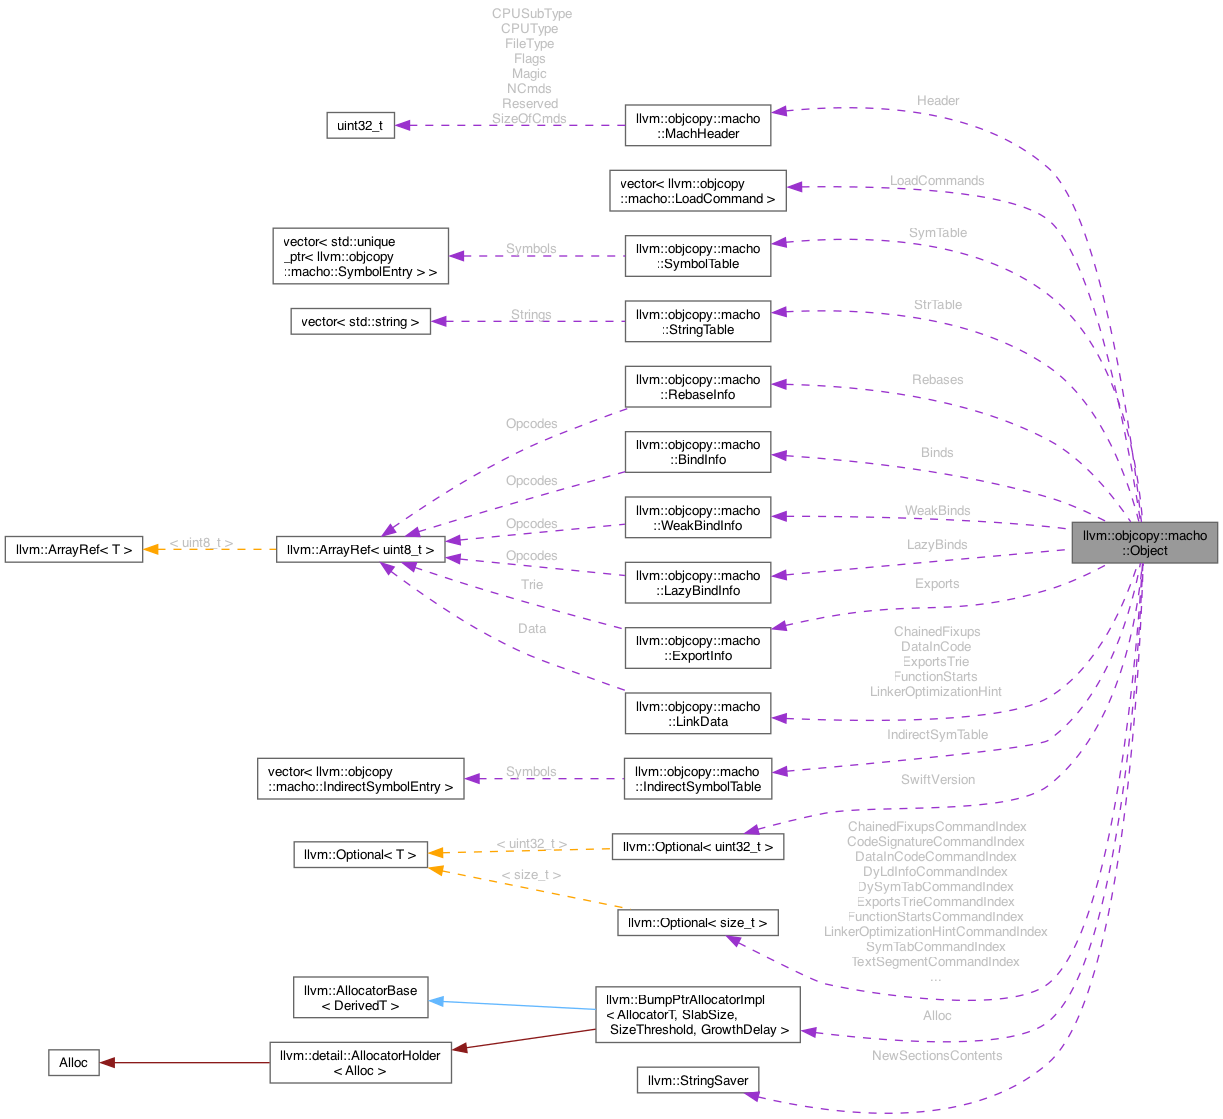 CPUSubType
CPUType
FileType
Flags
Magic
NCmds
Reserved
SizeOfCmds
Header
uint32_t
llvm::objcopy::macho
::MachHeader
LoadCommands
vector< llvm::objcopy
::macho::LoadCommand >
SymTable
vector< std::unique
_ptr< llvm::objcopy
::macho::SymbolEntry > >
Symbols
llvm::objcopy::macho
::SymbolTable
StrTable
vector< std::string >
Strings
llvm::objcopy::macho
::StringTable
Rebases
llvm::objcopy::macho
::RebaseInfo
Opcodes
Binds
llvm::objcopy::macho
::BindInfo
Opcodes
WeakBinds
llvm::objcopy::macho
::WeakBindInfo
Opcodes
llvm::ArrayRef< T >
< uint8_t >
llvm::ArrayRef< uint8_t >
llvm::objcopy::macho
::Object
LazyBinds
Opcodes
llvm::objcopy::macho
::LazyBindInfo
Exports
Trie
llvm::objcopy::macho
::ExportInfo
Data
ChainedFixups
DataInCode
ExportsTrie
FunctionStarts
LinkerOptimizationHint
llvm::objcopy::macho
::LinkData
IndirectSymTable
vector< llvm::objcopy
::macho::IndirectSymbolEntry >
Symbols
llvm::objcopy::macho
::IndirectSymbolTable
SwiftVersion
llvm::Optional< T >
< uint32_t >
llvm::Optional< uint32_t >
< size_t >
llvm::Optional< size_t >
ChainedFixupsCommandIndex
CodeSignatureCommandIndex
DataInCodeCommandIndex
DyLdInfoCommandIndex
DySymTabCommandIndex
ExportsTrieCommandIndex
FunctionStartsCommandIndex
LinkerOptimizationHintCommandIndex
SymTabCommandIndex
TextSegmentCommandIndex
...
llvm::AllocatorBase
< DerivedT >
llvm::BumpPtrAllocatorImpl
< AllocatorT, SlabSize,
SizeThreshold, GrowthDelay >
Alloc
Alloc
llvm::detail::AllocatorHolder
< Alloc >
NewSectionsContents
llvm::StringSaver